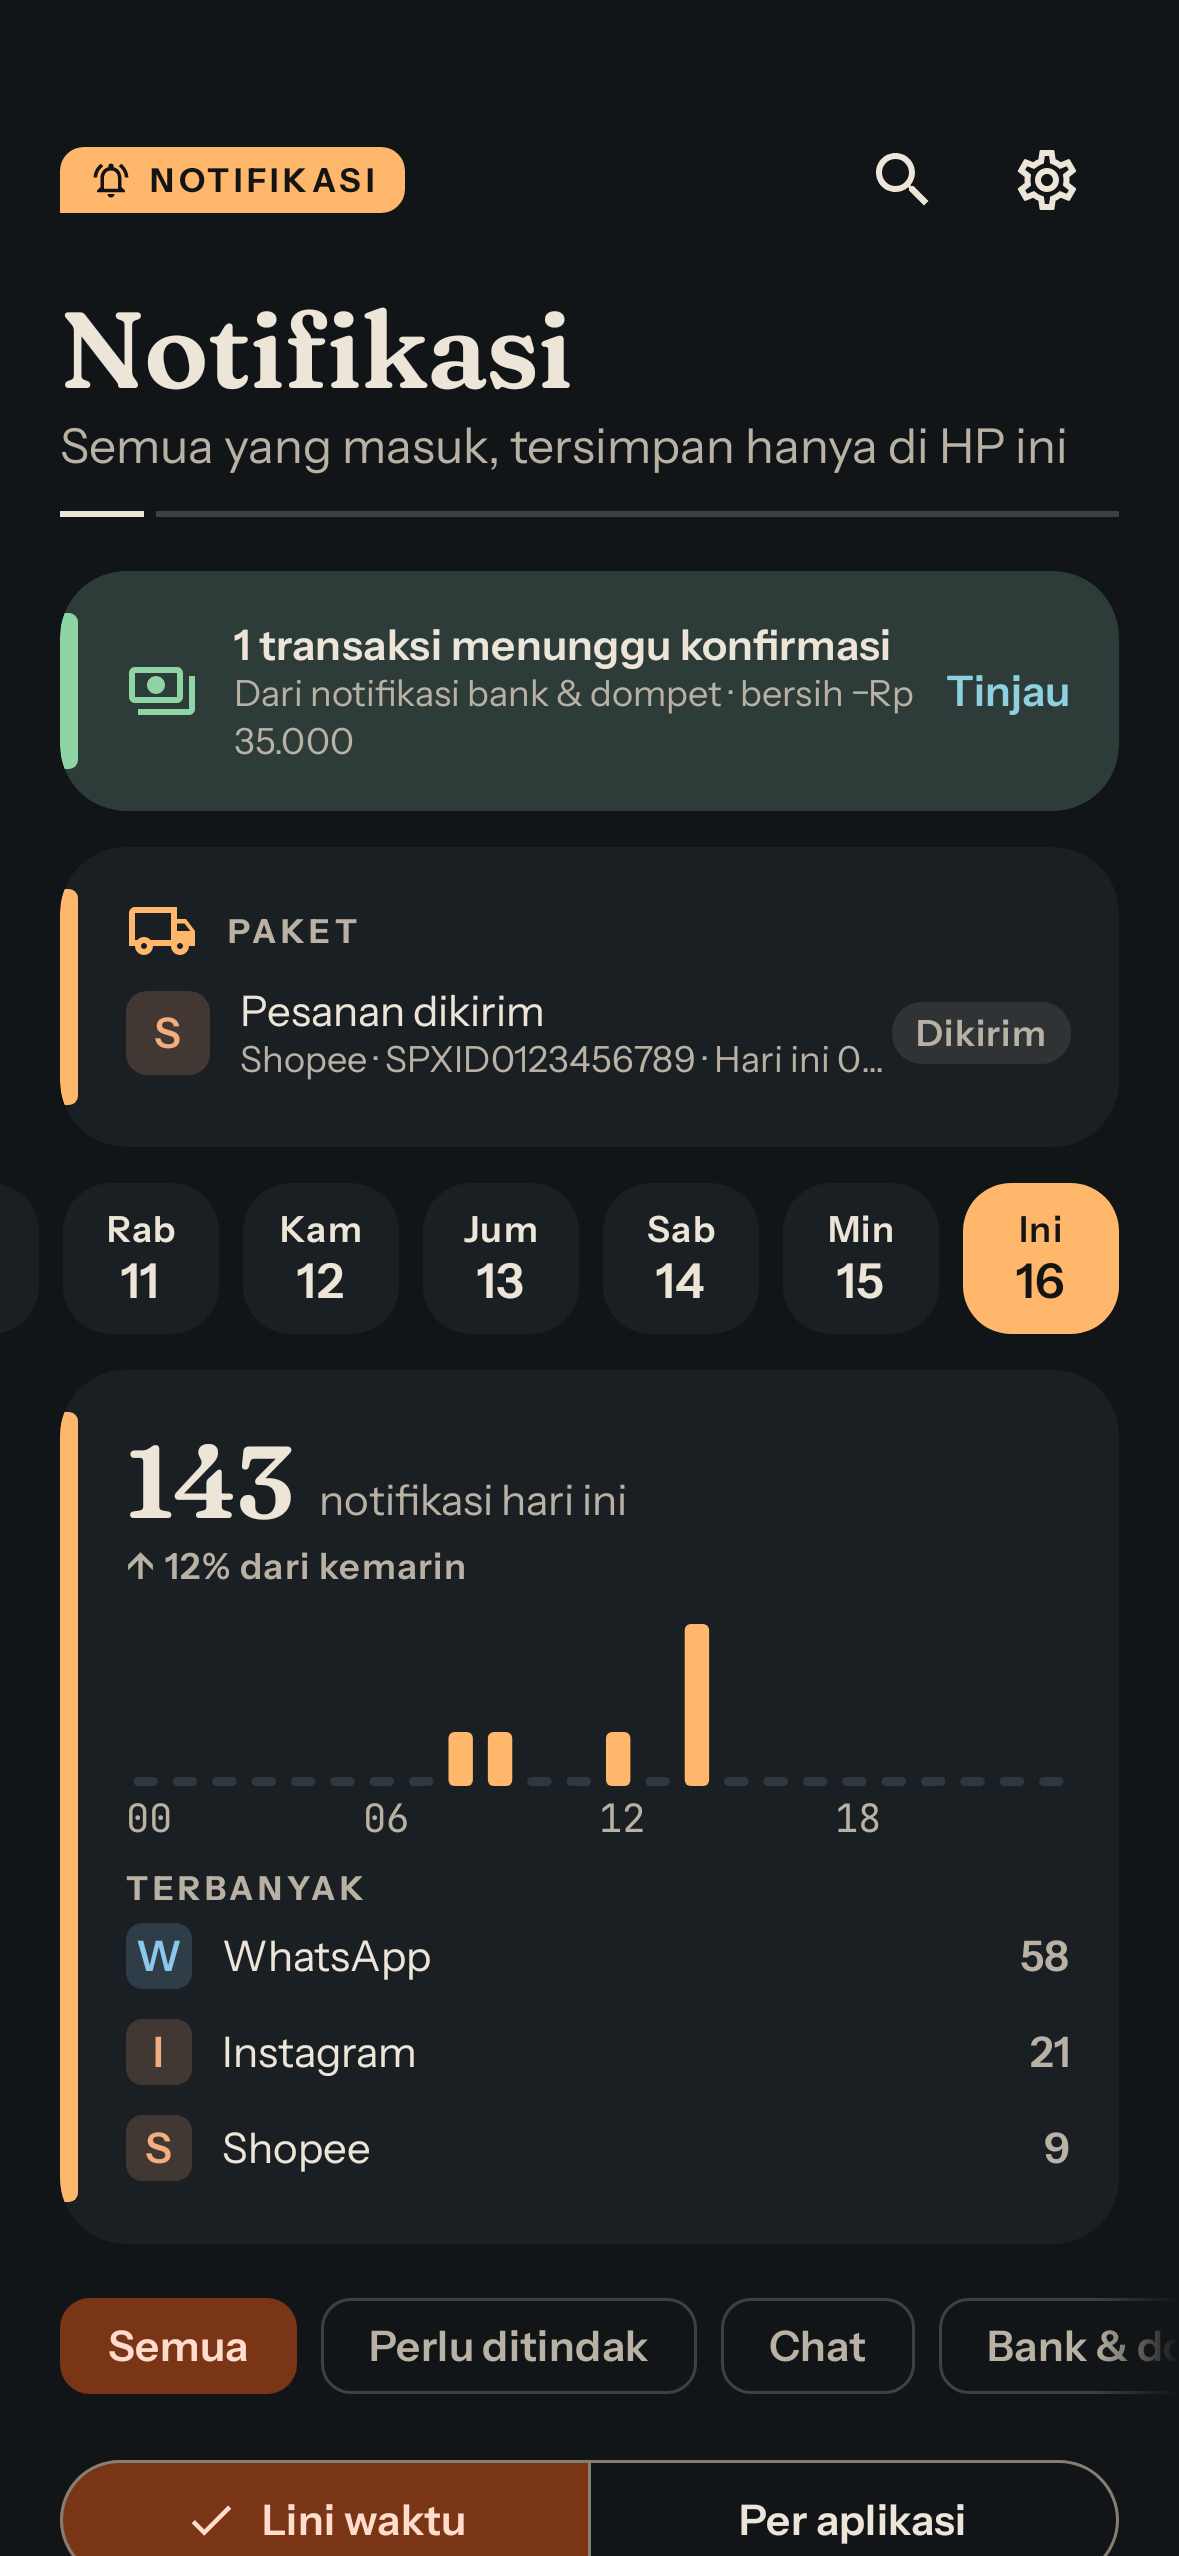 NOTIFIKASI
Notifikasi
Semua yang masuk, tersimpan hanya di HP ini
1 transaksi menunggu konfirmasi
Dari notifikasi bank & dompet · bersih −Rp
35.000
Tinjau
PAKET
S
Pesanan dikirim
Shopee · SPXID0123456789 · Hari ini 0...
Dikirim
Rab
11
Kam
12
Jum
13
Sab
14
Min
15
Ini
16
143 notifikasi hari ini
↑ 12% dari kemarin
00 06 12 18
TERBANYAK
W WhatsApp 58
I Instagram 21
S Shopee 9
Semua
Perlu ditindak
Chat
Bank & do
Lini waktu
Per aplikasi